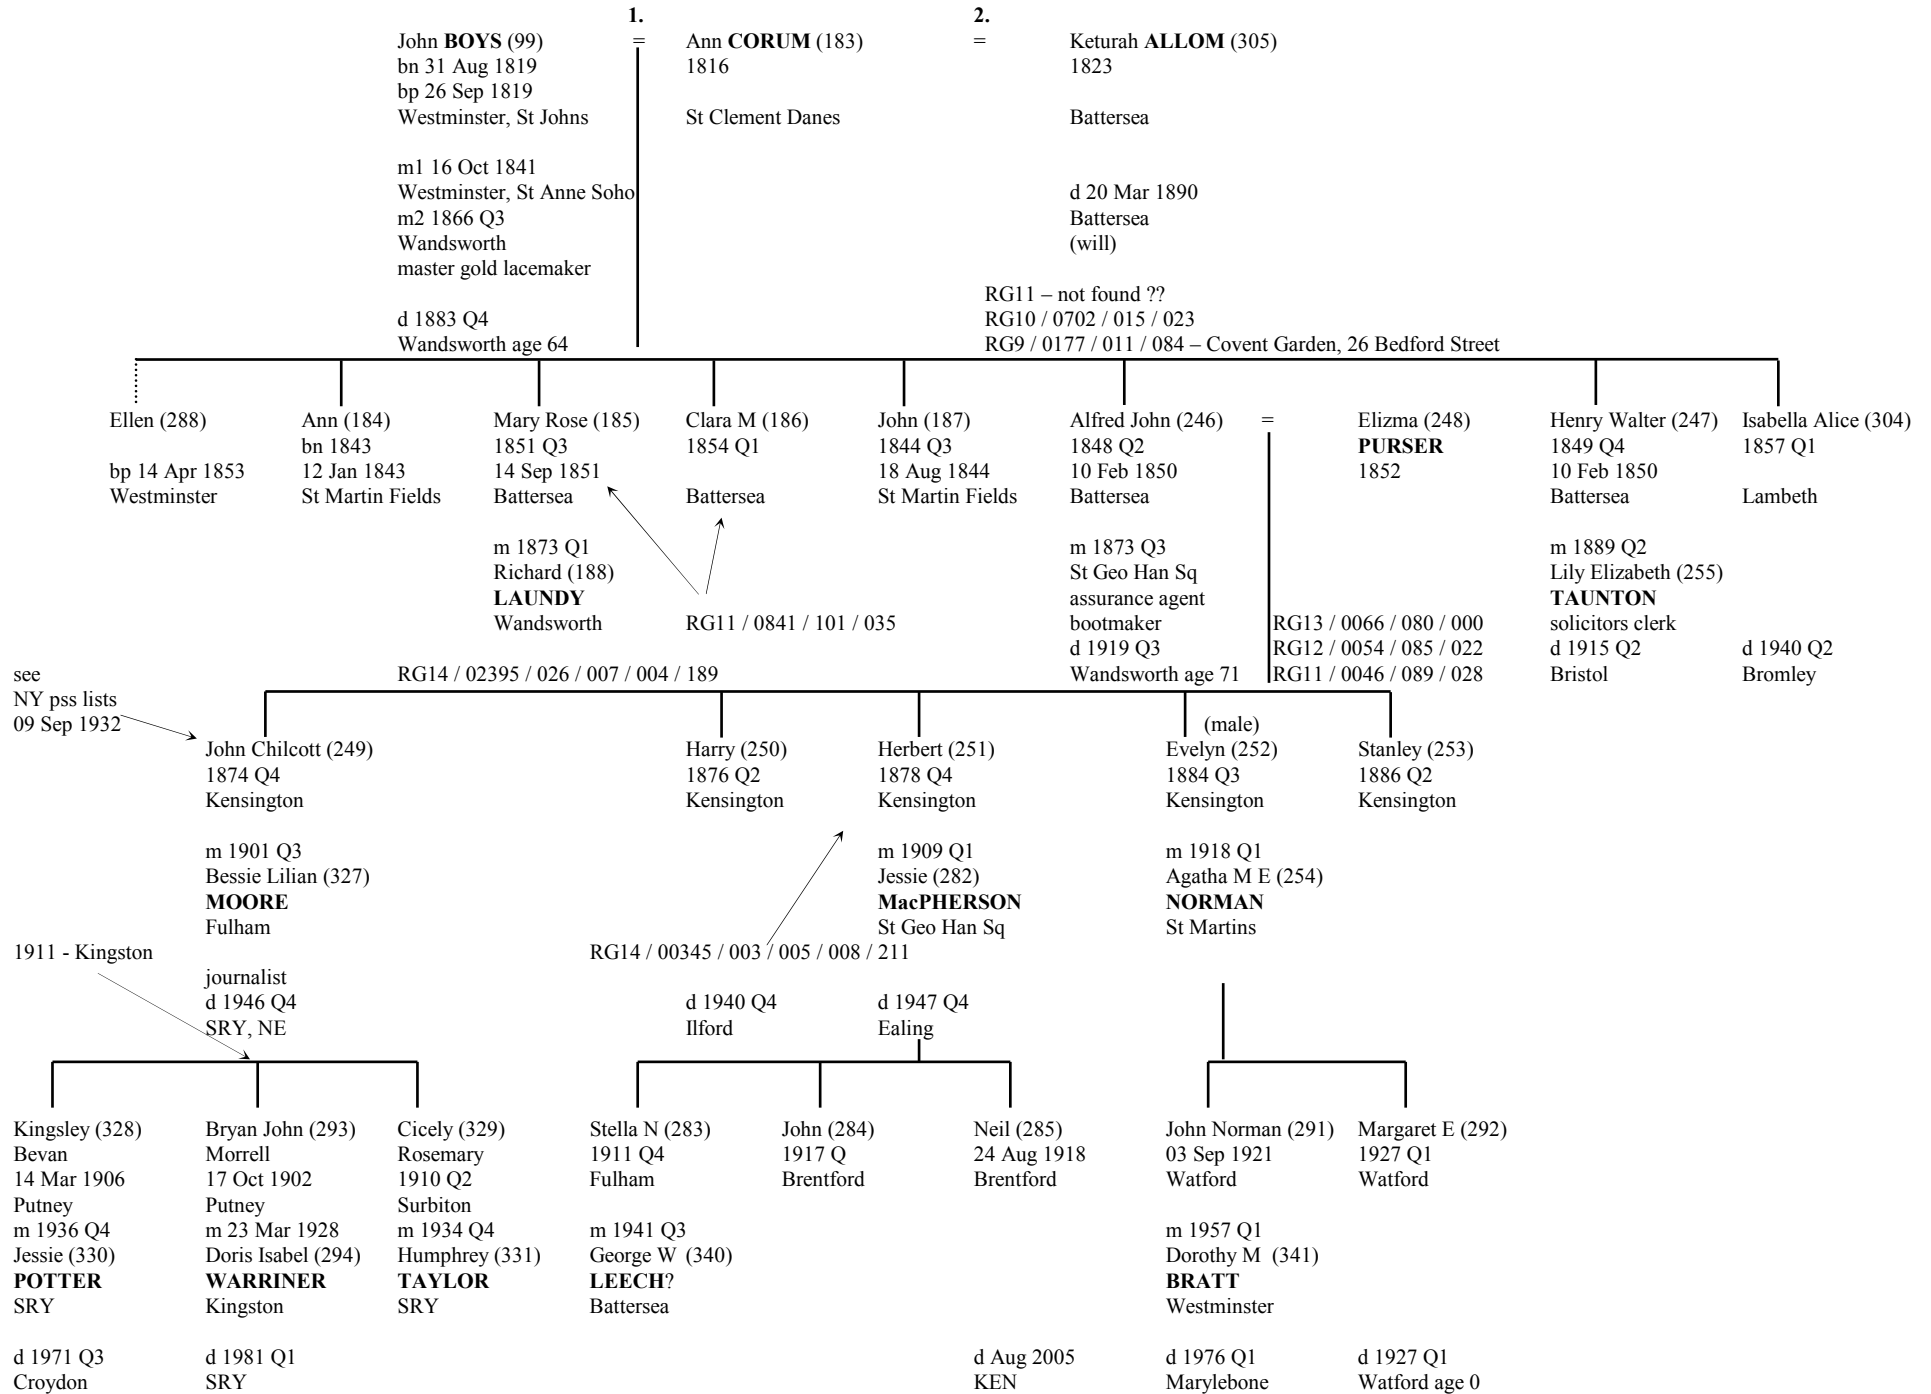 1.
2.
John BOYS (99)
bn 31 Aug 1819
bp 26 Sep 1819
Westminster, St Johns
m1 16 Oct 1841
Westminster, St Anne Soho
m2 1866 Q3
Wandsworth
master gold lacemaker
d 1883 Q4
Wandsworth age 64
=
Ann CORUM (183)
1816
St Clement Danes
=
Keturah ALLOM (305)
1823
Battersea
d 20 Mar 1890
Battersea
(will)
RG11 – not found ??
RG10 / 0702 / 015 / 023
RG9 / 0177 / 011 / 084 – Covent Garden, 26 Bedford Street
Ellen (288)
bp 14 Apr 1853
Westminster
Ann (184)
bn 1843
12 Jan 1843
St Martin Fields
Mary Rose (185)
1851 Q3
14 Sep 1851
Battersea
m 1873 Q1
Richard (188)
LAUNDY
Wandsworth
Clara M (186)
1854 Q1
Battersea
RG11 / 0841 / 101 / 035
John (187)
1844 Q3
18 Aug 1844
St Martin Fields
Alfred John (246)
1848 Q2
10 Feb 1850
Battersea
m 1873 Q3
St Geo Han Sq
assurance agent
bootmaker
d 1919 Q3
Wandsworth age 71
=
Elizma (248)
PURSER
1852
RG13 / 0066 / 080 / 000
RG12 / 0054 / 085 / 022
RG11 / 0046 / 089 / 028
Henry Walter (247)
1849 Q4
10 Feb 1850
Battersea
m 1889 Q2
Lily Elizabeth (255)
TAUNTON
solicitors clerk
d 1915 Q2
Bristol
Isabella Alice (304)
1857 Q1
Lambeth
d 1940 Q2
Bromley
see
NY pss lists
09 Sep 1932
RG14 / 02395 / 026 / 007 / 004 / 189
John Chilcott (249)
1874 Q4
Kensington
m 1901 Q3
Bessie Lilian (327)
MOORE
Fulham
journalist
d 1946 Q4
SRY, NE
Harry (250)
1876 Q2
Kensington
d 1940 Q4
Ilford
Herbert (251)
1878 Q4
Kensington
m 1909 Q1
Jessie (282)
MacPHERSON
St Geo Han Sq
RG14 / 00345 / 003 / 005 / 008 / 211
d 1947 Q4
Ealing
(male)
Evelyn (252)
1884 Q3
Kensington
m 1918 Q1
Agatha M E (254)
NORMAN
St Martins
Stanley (253)
1886 Q2
Kensington
1911 - Kingston
Kingsley (328)
Bevan
14 Mar 1906
Putney
m 1936 Q4
Jessie (330)
POTTER
SRY
d 1971 Q3
Croydon
Bryan John (293)
Morrell
17 Oct 1902
Putney
m 23 Mar 1928
Doris Isabel (294)
WARRINER
Kingston
d 1981 Q1
SRY
Cicely (329)
Rosemary
1910 Q2
Surbiton
m 1934 Q4
Humphrey (331)
TAYLOR
SRY
Stella N (283)
1911 Q4
Fulham
m 1941 Q3
George W (340)
LEECH?
Battersea
John (284)
1917 Q
Brentford
Neil (285)
24 Aug 1918
Brentford
d Aug 2005
KEN
John Norman (291)
03 Sep 1921
Watford
m 1957 Q1
Dorothy M (341)
BRATT
Westminster
d 1976 Q1
Marylebone
Margaret E (292)
1927 Q1
Watford
d 1927 Q1
Watford age 0